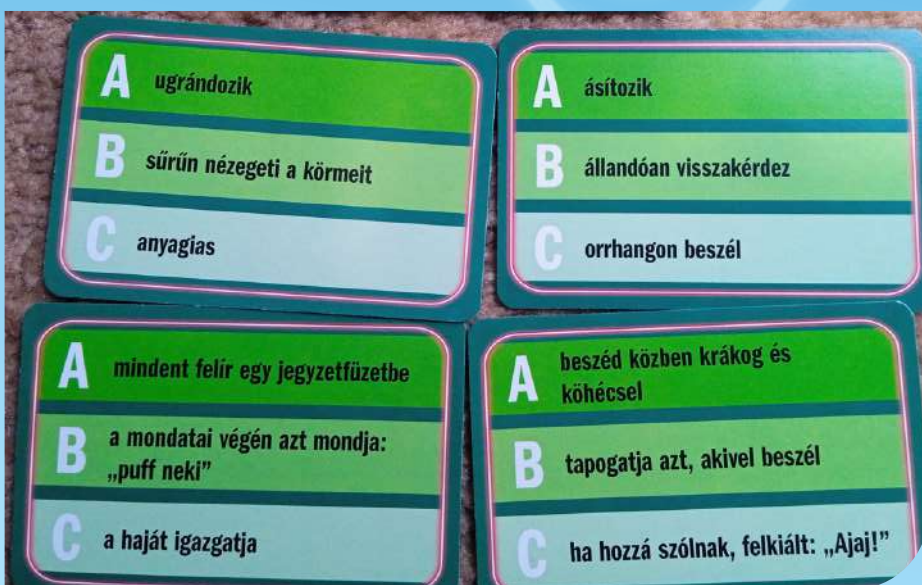 A ugrándozik
B sűrűn nézegeti a körmeit
C anyagias
A ásítozik
B állandóan visszakérdez
C orrhangon beszél
A mindent felír egy jegyzetfüzetbe
B a mondatai végén azt mondja:
„puff neki”
C a haját igazgatja
A beszéd közben krákog és
köhécsel
B tapogatja azt, akivel beszél
C ha hozzá szólnak, felkiált: „Ajaj!”